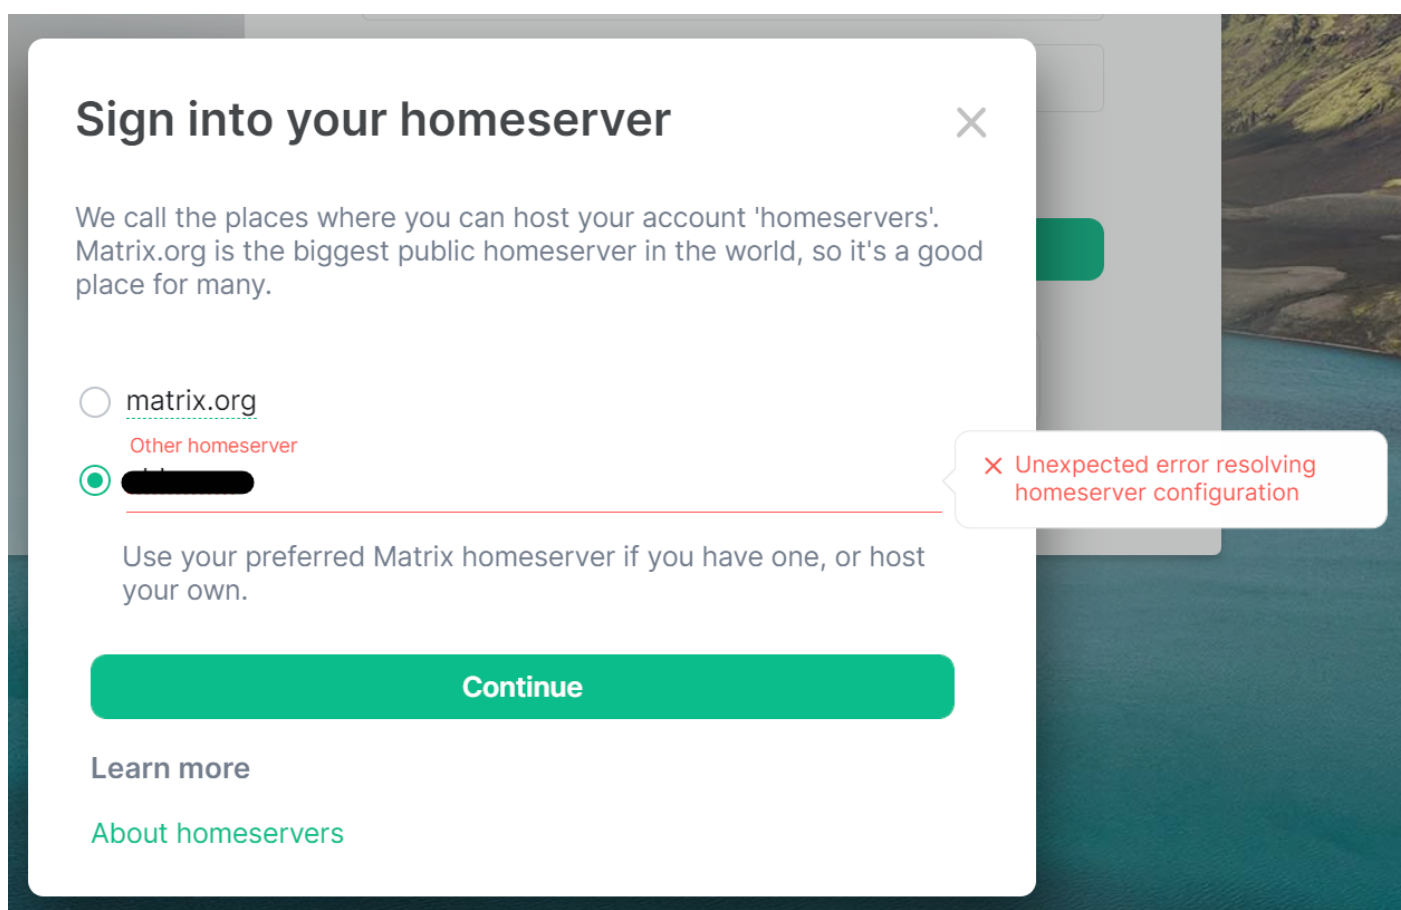 Sign into your homeserver
We call the places where you can host your account 'homeservers'.
Matrix.org is the biggest public homeserver in the world, so it's a good
place for many.
matrix.org
Other homeserver
Unexpected error resolving
homeserver configuration
Use your preferred Matrix homeserver if you have one, or host
your own.
Continue
Learn more
About homeservers